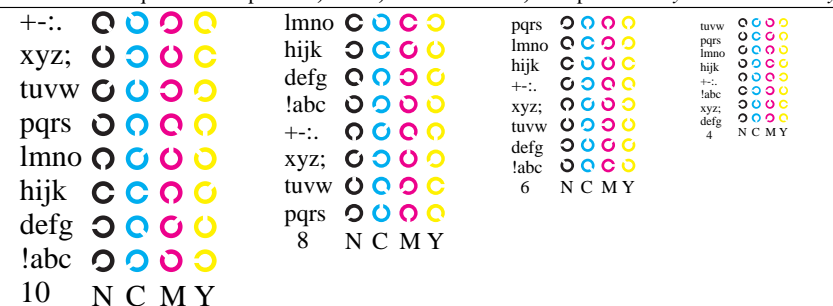 +-:.
xyz;
tuvw
pqrs
lmno
hijk
defg
!abc
10 N C M Y
lmno
hijk
defg
!abc
+-:.
xyz;
tuvw
pqrs
8 N C M Y
pqrs
lmno
hijk
+-:.
xyz;
tuvw
defg
!abc
6 N C M Y
tuvw
pqrs
lmno
hijk
+-:.
!abc
xyz;
defg
4 N C M Y